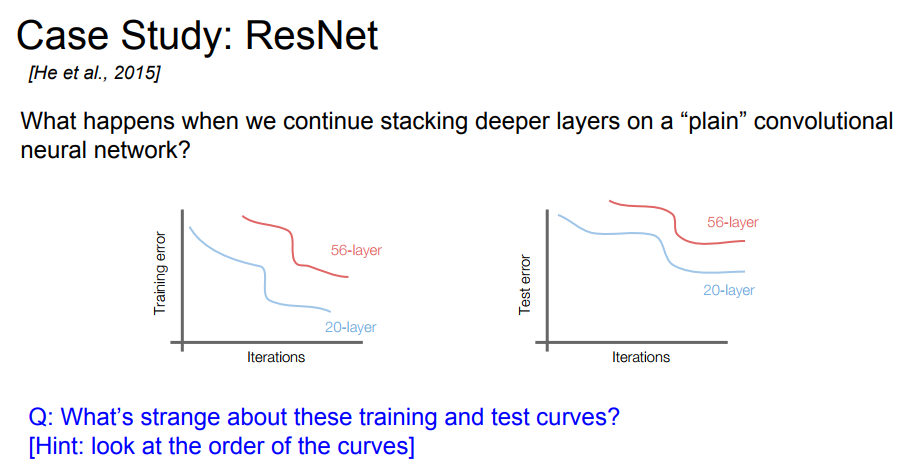 Case Study: ResNet
[He et al., 2015]
What happens when we continue stacking deeper layers on a “plain” convolutional
neural network?
Training error
56-layer
20-layer
Iterations
Test error
56-layer
20-layer
Iterations
Q: What’s strange about these training and test curves?
[Hint: look at the order of the curves]